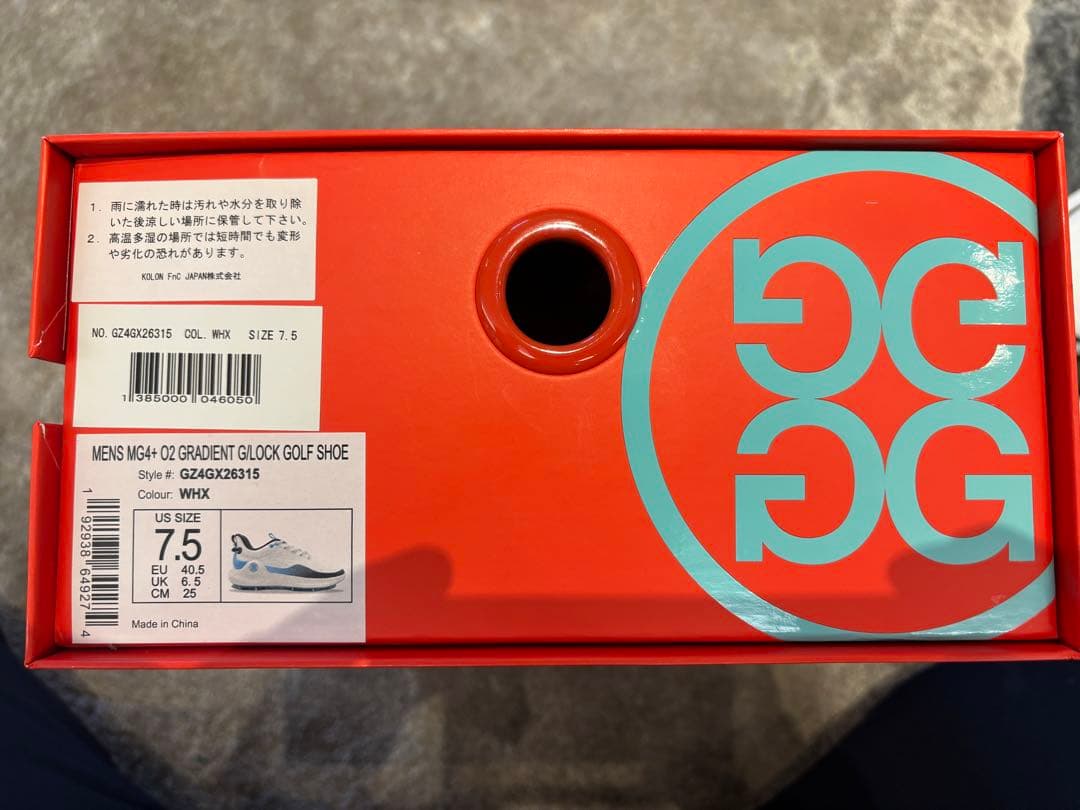 1. 雨に濡れた時は汚れや水分を取り除
いた後涼しい場所に保管して下さい。
2. 高温多湿の場所では短時間でも変形
や劣化の恐れがあります。
KOLON FnC JAPAN株式会社
NO. GZ4GX26315 COL. WHX SIZE 7.5
1 385000 046050
MENS MG4+ O2 GRADIENT G/LOCK GOLF SHOE
Style #: GZ4GX26315
Colour: WHX
1 92938 64927 4
US SIZE
7.5
EU 40.5
UK 6.5
CM 25
Made in China
GG
GG